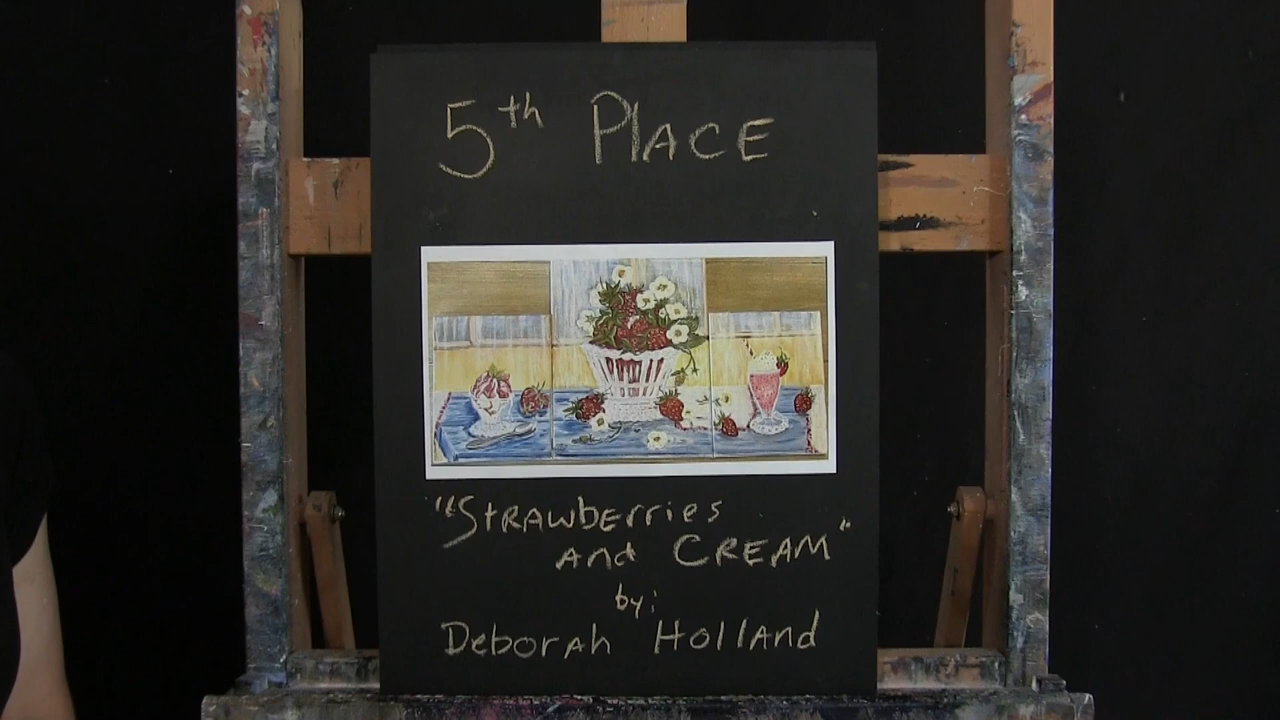 5th PLACE
"STRAWberries
and CREAM"
by:
Deborah Holland